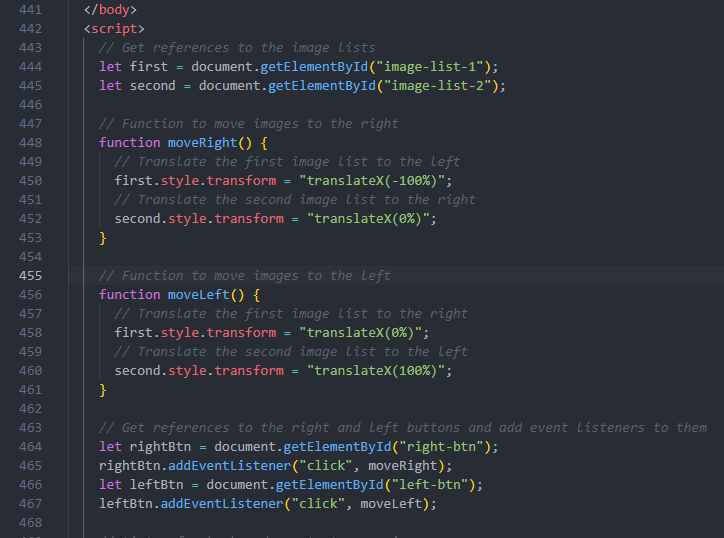 441 </body>
442 <script>
443 // Get references to the image lists
444 let first = document.getElementById("image-list-1");
445 let second = document.getElementById("image-list-2");
446
447 // Function to move images to the right
448 function moveRight() {
449 // Translate the first image list to the left
450 first.style.transform = "translateX(-100%)";
451 // Translate the second image list to the right
452 second.style.transform = "translateX(0%)";
453 }
454
455 // Function to move images to the left
456 function moveLeft() {
457 // Translate the first image list to the right
458 first.style.transform = "translateX(0%)";
459 // Translate the second image list to the left
460 second.style.transform = "translateX(100%)";
461 }
462
463 // Get references to the right and left buttons and add event listeners to them
464 let rightBtn = document.getElementById("right-btn");
465 rightBtn.addEventListener("click", moveRight);
466 let leftBtn = document.getElementById("left-btn");
467 leftBtn.addEventListener("click", moveLeft);
468